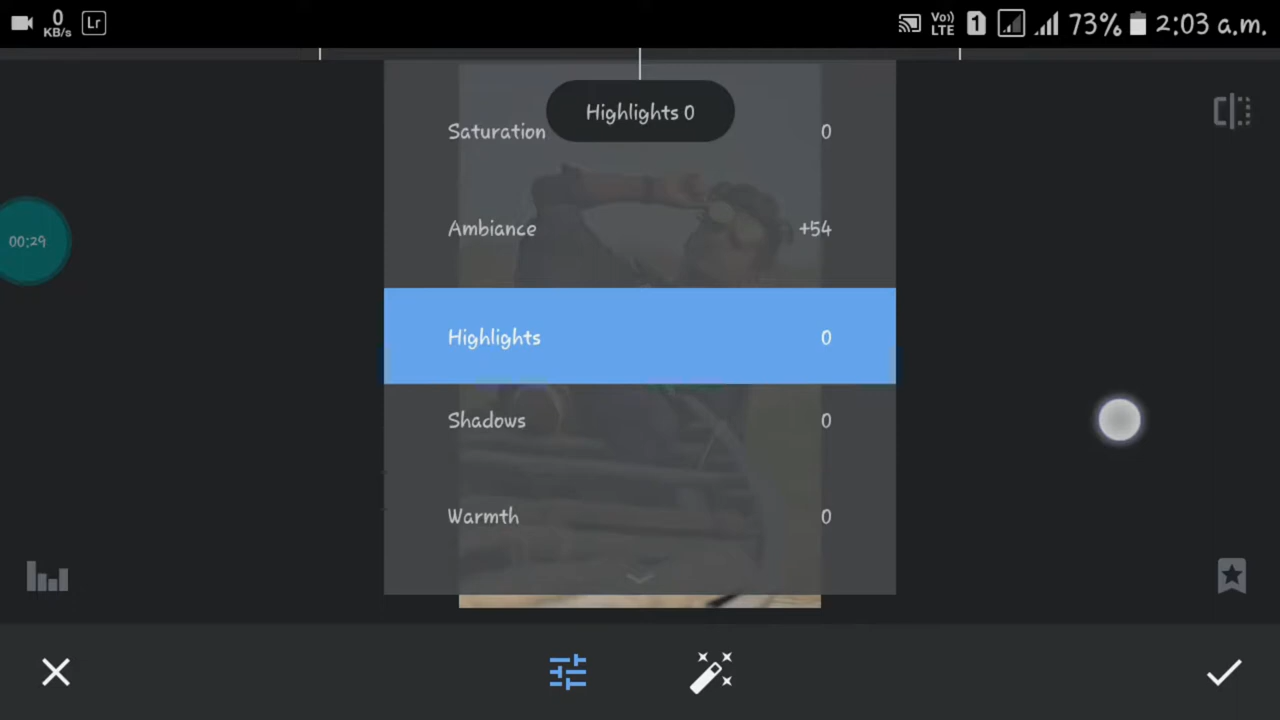 0
KB/s
Lr
Vo))
LTE
1
73%
2:03 a.m.
Highlights 0
Saturation 0
00:29
Ambiance +54
Highlights 0
Shadows 0
Warmth 0